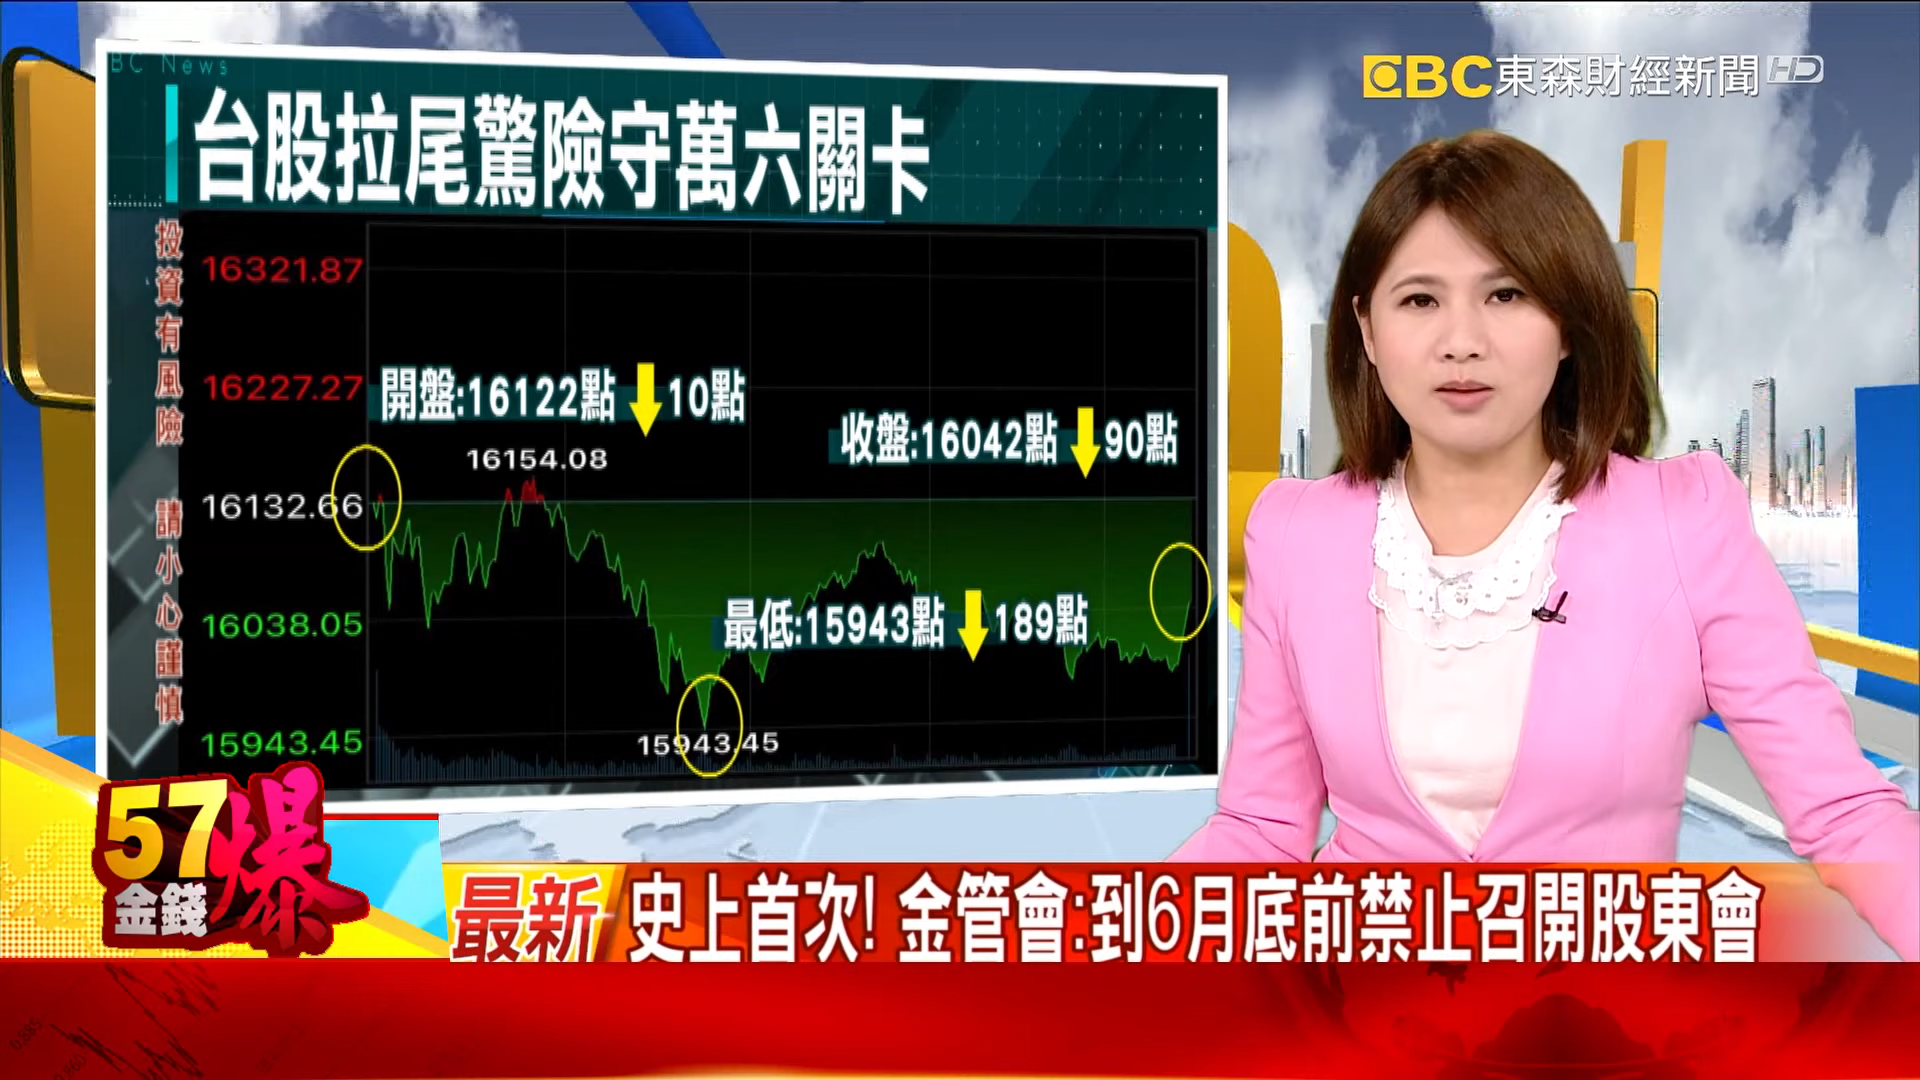 BC News
EBC東森財經新聞HD
台股拉尾驚險守萬六關卡
投資有風險 請小心謹慎
16321.87
16227.27
開盤:16122點 10點
收盤:16042點 90點
16154.08
16132.66
最低:15943點 189點
16038.05
15943.45
15943.45
57爆
金錢
最新 史上首次! 金管會:到6月底前禁止召開股東會